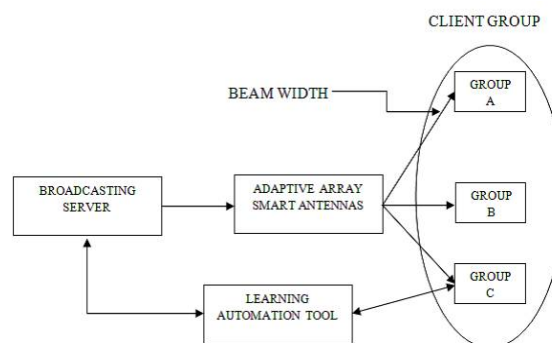 CLIENT GROUP
GROUP
A
BEAM WIDTH
BROADCASTING
SERVER
ADAPTIVE ARRAY
SMART ANTENNAS
GROUP
B
GROUP
C
LEARNING
AUTOMATION TOOL